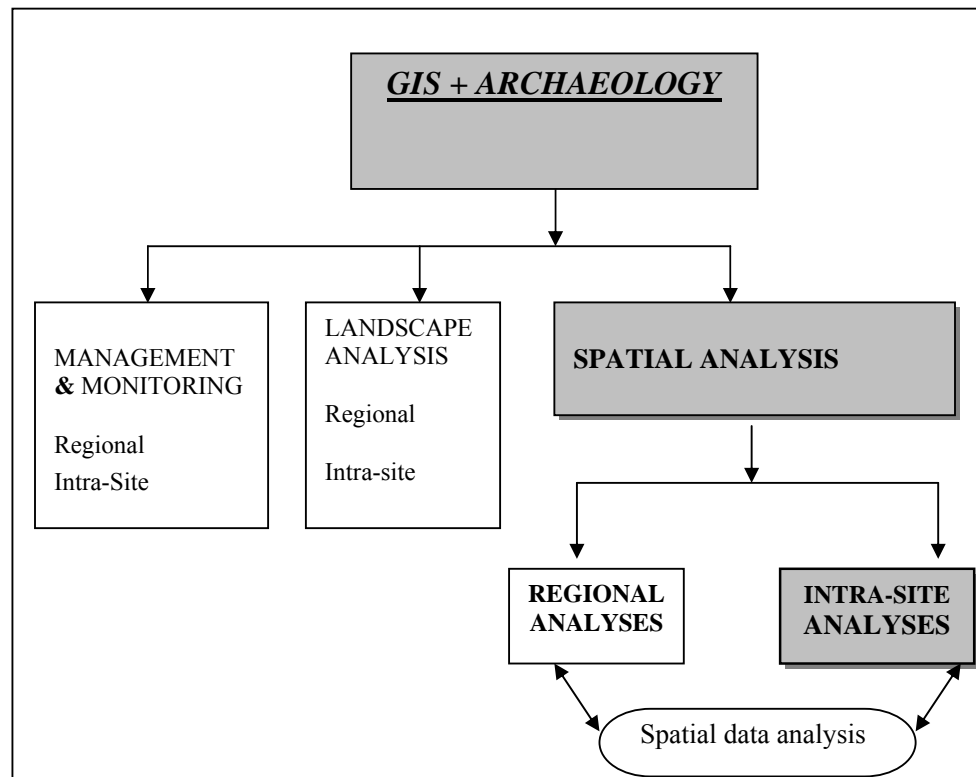 GIS + ARCHAEOLOGY
MANAGEMENT
& MONITORING
Regional
Intra-Site
LANDSCAPE
ANALYSIS
Regional
Intra-site
SPATIAL ANALYSIS
REGIONAL
ANALYSES
INTRA-SITE
ANALYSES
Spatial data analysis